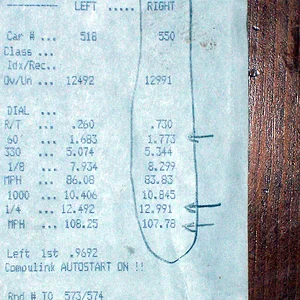 LEFT ..... RIGHT
Car # ... 518 550
Class ...
Idx/Rec..
Ov/Un ... 12492 12991
DIAL ...
R/T ... .260 .730
60 ... 1.683 1.773
330 ... 5.074 5.344
1/8 ... 7.934 8.299
MPH ... 86.08 83.83
1000 ... 10.406 10.845
1/4 ... 12.492 12.991
MPH ... 108.25 107.78
Left 1st .9692
Compulink AUTOSTART ON !!
Rnd # TO 573/574